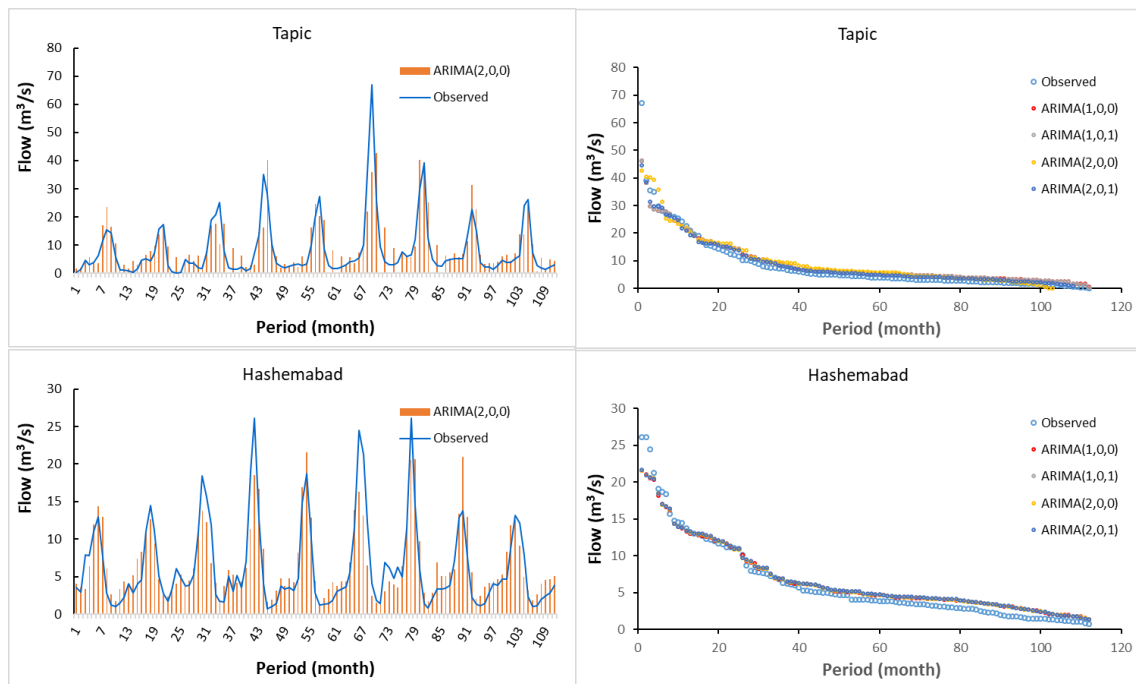 Tapic
80
70
60
50
40
30
20
10
0
Flow (m³/s)
ARIMA(2,0,0)
Observed
1
7
13
19
25
31
37
43
49
55
61
67
73
79
85
91
97
103
109
Period (month)
Tapic
80
70
60
50
40
30
20
10
0
Flow (m³/s)
Observed
ARIMA(1,0,0)
ARIMA(1,0,1)
ARIMA(2,0,0)
ARIMA(2,0,1)
0 20 40 60 80 100 120
Period (month)
Hashemabad
30
25
20
15
10
5
0
Flow (m³/s)
ARIMA(2,0,0)
Observed
1
7
13
19
25
31
37
43
49
55
61
67
73
79
85
91
97
103
109
Period (month)
Hashemabad
30
25
20
15
10
5
0
Flow (m³/s)
Observed
ARIMA(1,0,0)
ARIMA(1,0,1)
ARIMA(2,0,0)
ARIMA(2,0,1)
0 20 40 60 80 100 120
Period (month)